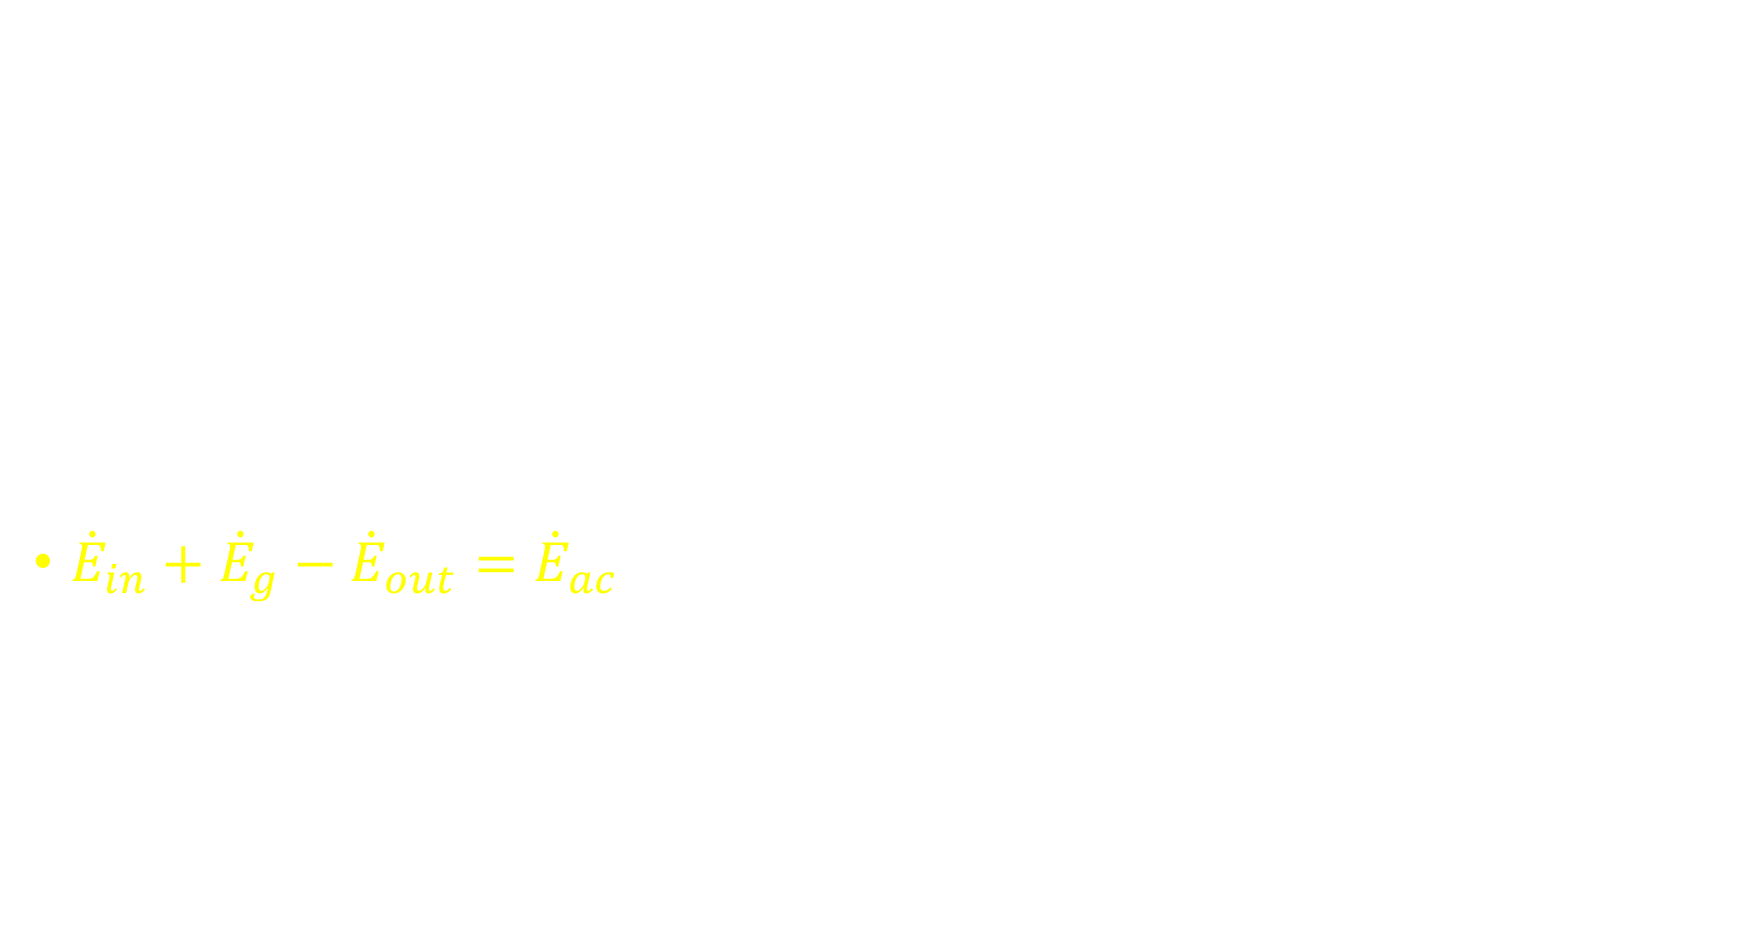 • Ė_in + Ė_g − Ė_out = Ė_ac